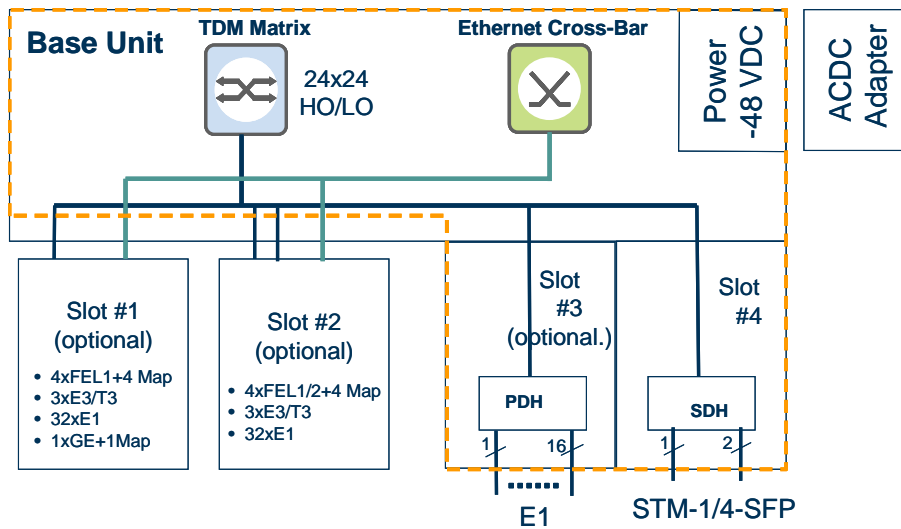 Base Unit
TDM Matrix
Ethernet Cross-Bar
24x24
HO/LO
Power
-48 VDC
ACDC
Adapter
Slot #1
(optional)
• 4xFEL1+4 Map
• 3xE3/T3
• 32xE1
• 1xGE+1Map
Slot #2
(optional)
• 4xFEL1/2+4 Map
• 3xE3/T3
• 32xE1
Slot
#3
(optional.)
PDH
1
16
E1
Slot
#4
SDH
1
2
STM-1/4-SFP